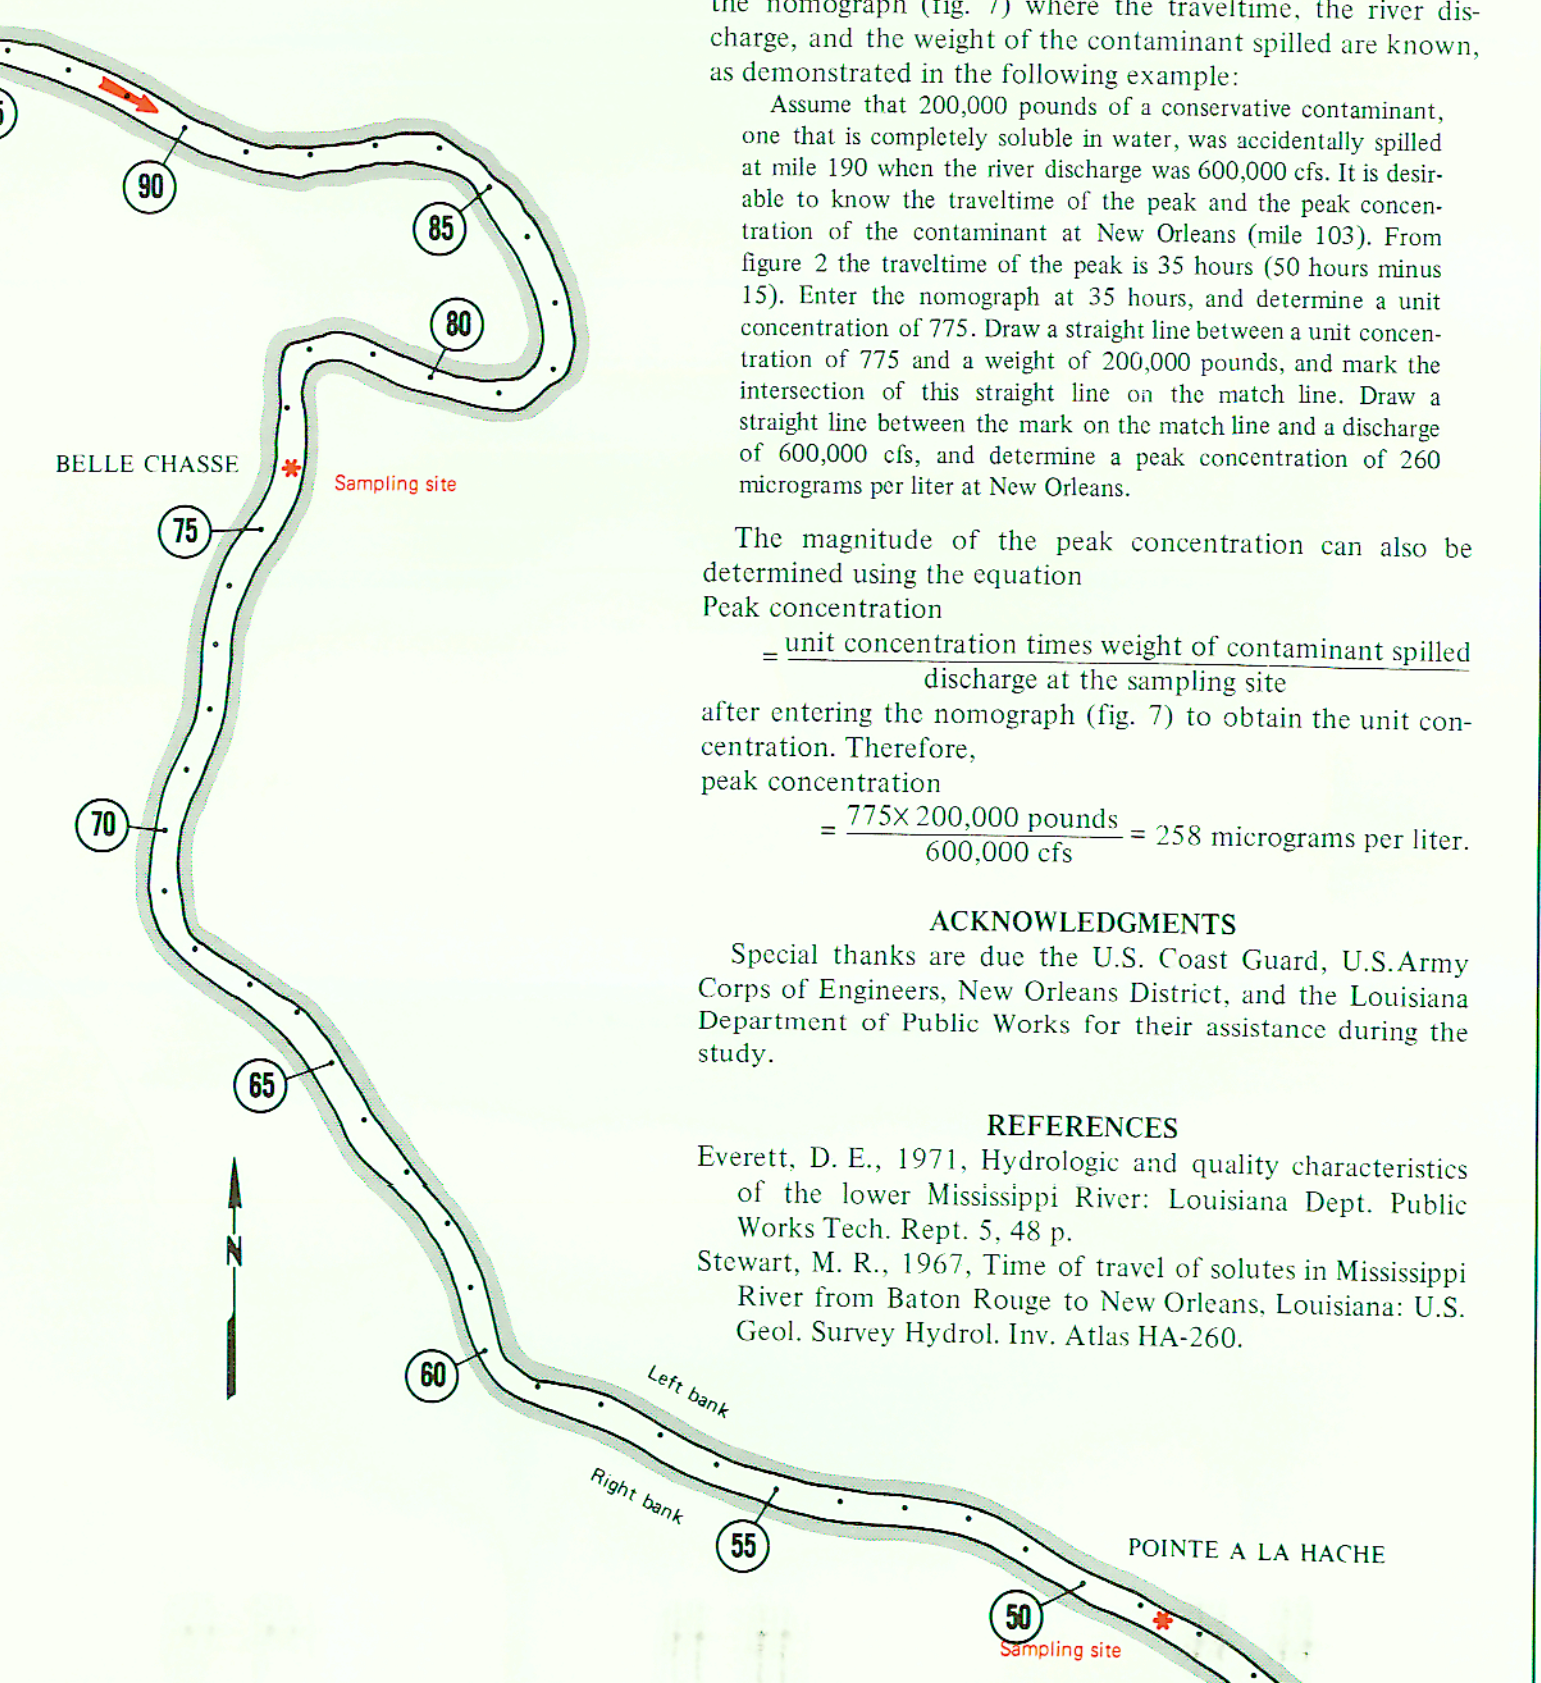 the nomograph (fig. 7) where the traveltime, the river dis-
charge, and the weight of the contaminant spilled are known,
as demonstrated in the following example:
Assume that 200,000 pounds of a conservative contaminant,
one that is completely soluble in water, was accidentally spilled
at mile 190 when the river discharge was 600,000 cfs. It is desir-
able to know the traveltime of the peak and the peak concen-
tration of the contaminant at New Orleans (mile 103). From
figure 2 the traveltime of the peak is 35 hours (50 hours minus
15). Enter the nomograph at 35 hours, and determine a unit
concentration of 775. Draw a straight line between a unit concen-
tration of 775 and a weight of 200,000 pounds, and mark the
intersection of this straight line on the match line. Draw a
straight line between the mark on the match line and a discharge
of 600,000 cfs, and determine a peak concentration of 260
micrograms per liter at New Orleans.
The magnitude of the peak concentration can also be
determined using the equation
Peak concentration
= unit concentration times weight of contaminant spilled
discharge at the sampling site
after entering the nomograph (fig. 7) to obtain the unit con-
centration. Therefore,
peak concentration
= 775X 200,000 pounds = 258 micrograms per liter.
600,000 cfs
ACKNOWLEDGMENTS
Special thanks are due the U.S. Coast Guard, U.S.Army
Corps of Engineers, New Orleans District, and the Louisiana
Department of Public Works for their assistance during the
study.
REFERENCES
Everett, D. E., 1971, Hydrologic and quality characteristics
of the lower Mississippi River: Louisiana Dept. Public
Works Tech. Rept. 5, 48 p.
Stewart, M. R., 1967, Time of travel of solutes in Mississippi
River from Baton Rouge to New Orleans, Louisiana: U.S.
Geol. Survey Hydrol. Inv. Atlas HA-260.
90
85
80
BELLE CHASSE
Sampling site
75
70
65
N
60
Left bank
Right bank
55
POINTE A LA HACHE
50
Sampling site